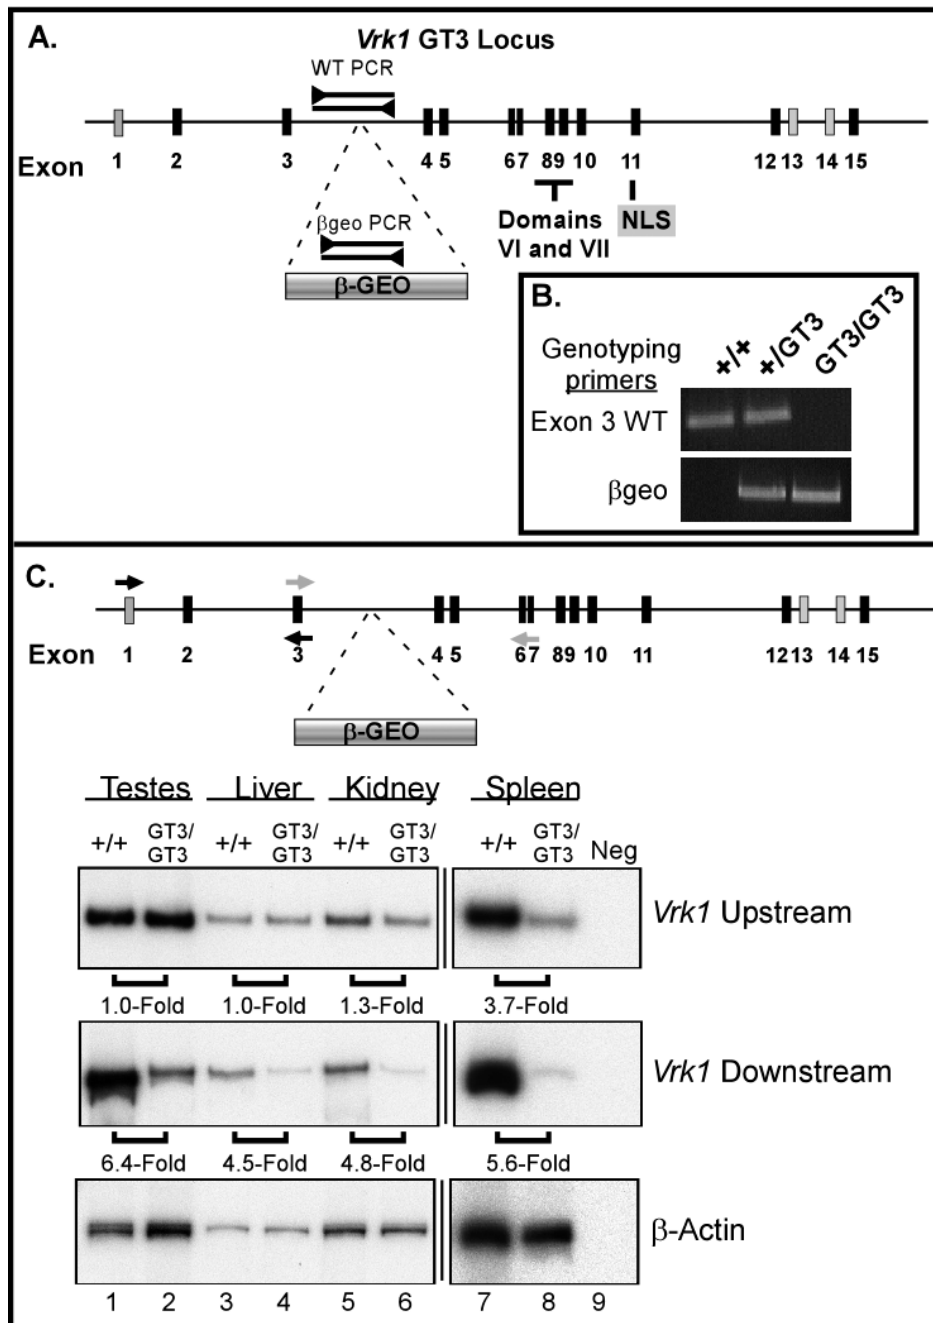 A.
Vrk1 GT3 Locus
WT PCR
Exon 1 2 3 4 5 6 7 8 9 10 11 12 13 14 15
βgeo PCR
β-GEO
Domains
VI and VII
NLS
B.
Genotyping
primers
+/+ +/GT3 GT3/GT3
Exon 3 WT
βgeo
C.
Exon 1 2 3 4 5 6 7 8 9 10 11 12 13 14 15
β-GEO
Testes Liver Kidney Spleen
+/+ GT3/GT3 +/+ GT3/GT3 +/+ GT3/GT3 +/+ GT3/GT3 Neg
Vrk1 Upstream
1.0-Fold 1.0-Fold 1.3-Fold 3.7-Fold
Vrk1 Downstream
6.4-Fold 4.5-Fold 4.8-Fold 5.6-Fold
β-Actin
1 2 3 4 5 6 7 8 9